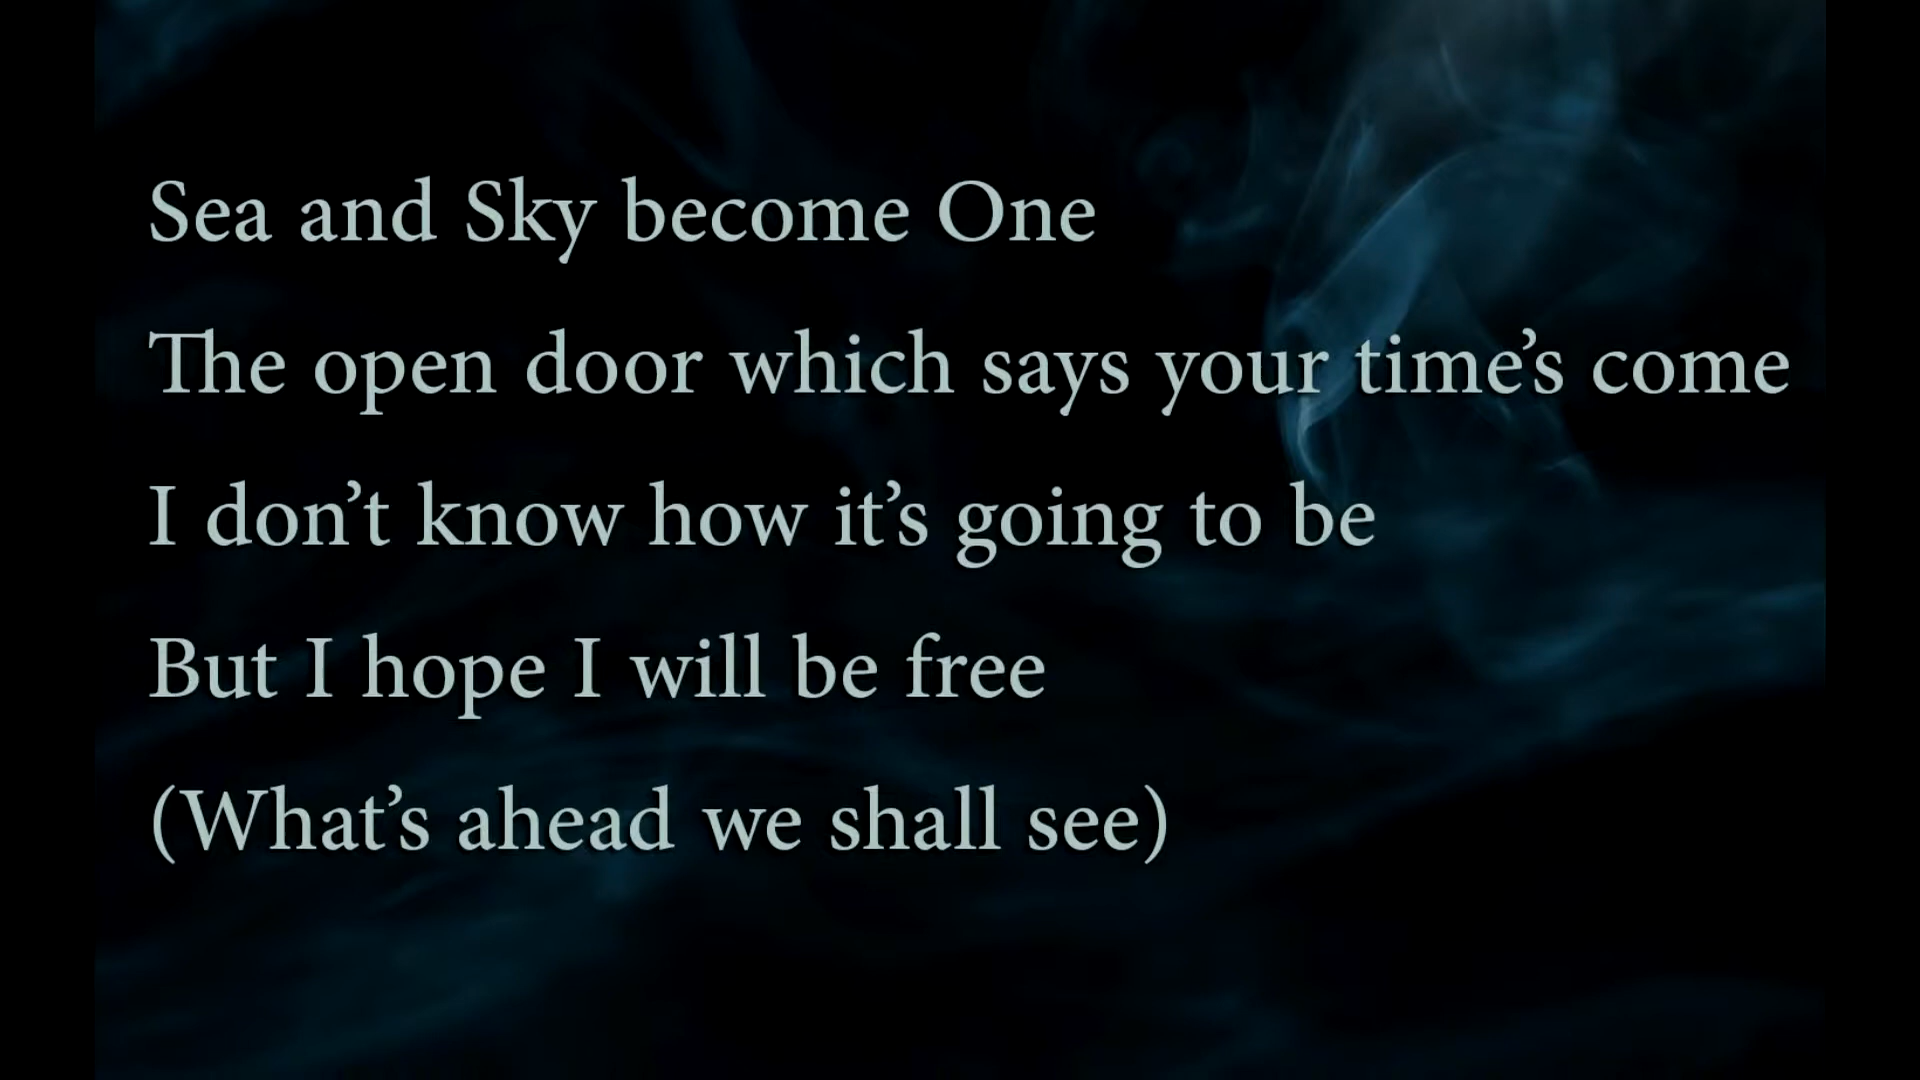 Sea and Sky become One
The open door which says your time’s come
I don’t know how it’s going to be
But I hope I will be free
(What’s ahead we shall see)